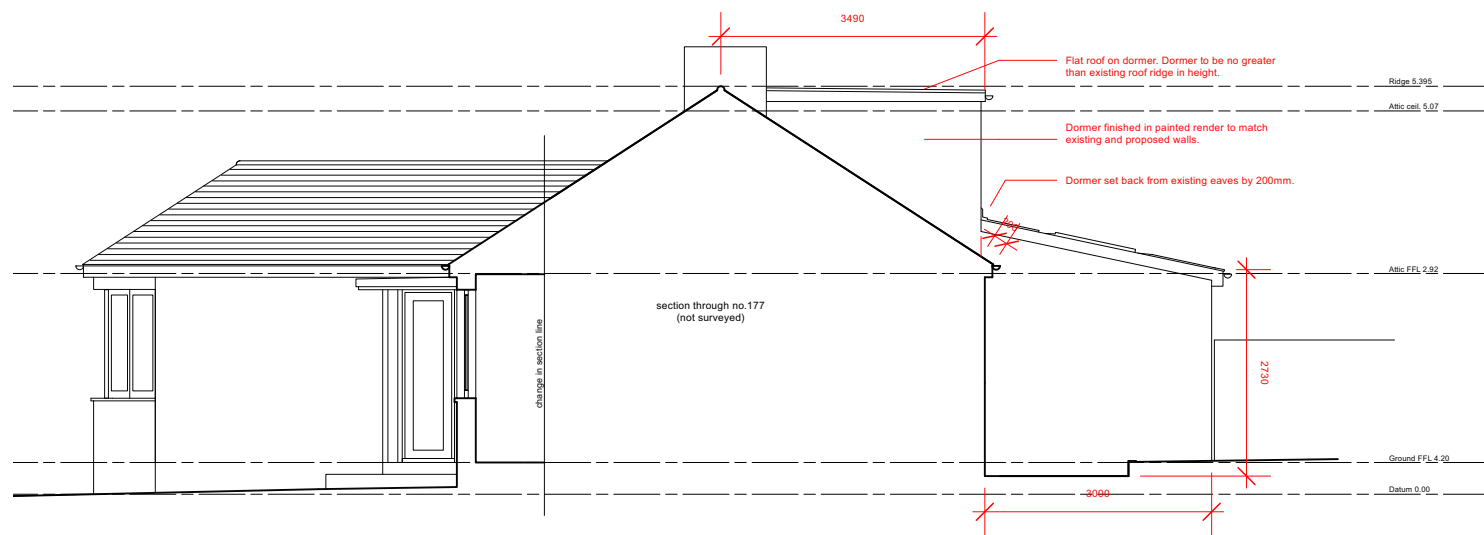 3490
Flat roof on dormer. Dormer to be no greater
than existing roof ridge in height.
Ridge 5.395
Attic ceil. 5.07
Dormer finished in painted render to match
existing and proposed walls.
Dormer set back from existing eaves by 200mm.
200
Attic FFL 2.92
section through no.177
(not surveyed)
change in section line
2730
Ground FFL 4.20
Datum 0.00
3000